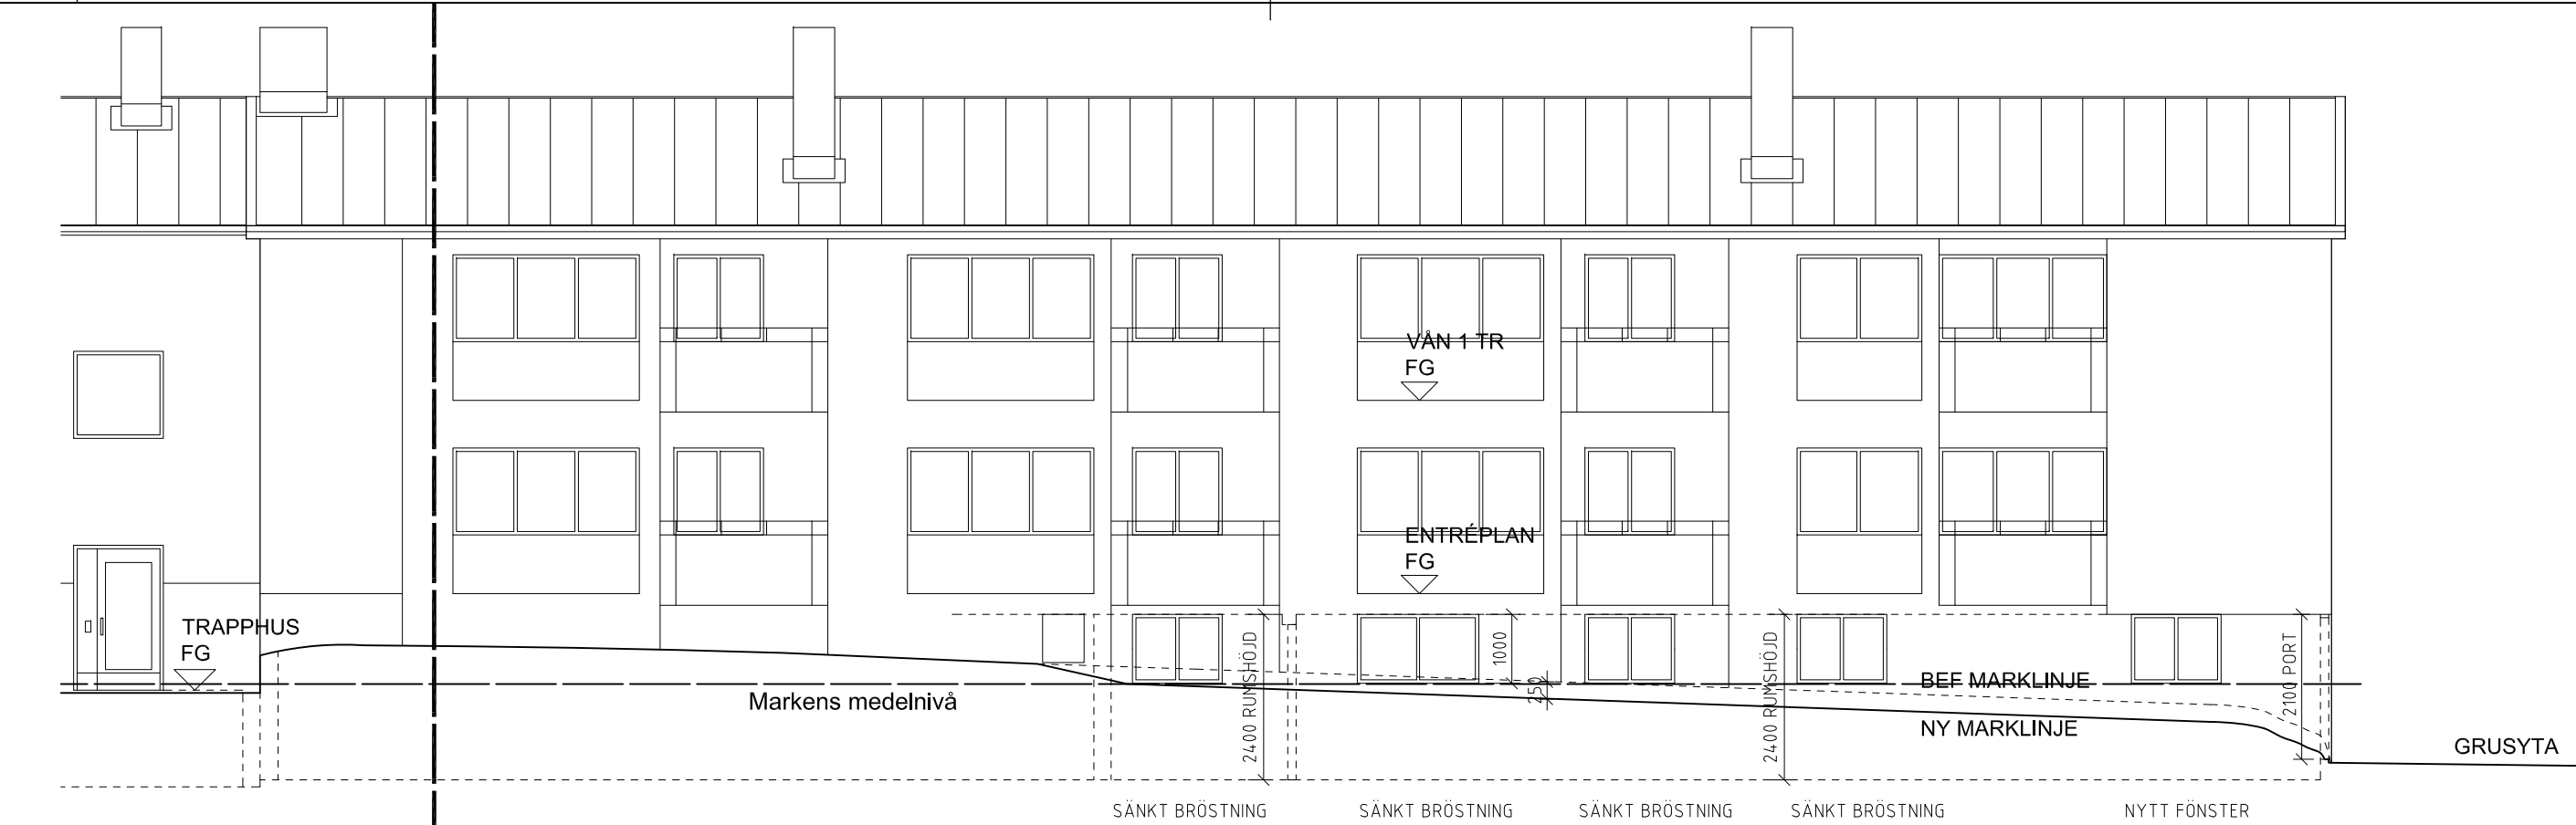 VÅN 1 TR
FG
ENTRÉPLAN
FG
TRAPPHUS
FG
2400 RUMSHÖJD
1000
250
2400 RUMSHÖJD
2100 PORT
BEF MARKLINJE
Markens medelnivå
NY MARKLINJE
GRUSYTA
SÄNKT BRÖSTNING
SÄNKT BRÖSTNING
SÄNKT BRÖSTNING
SÄNKT BRÖSTNING
NYTT FÖNSTER